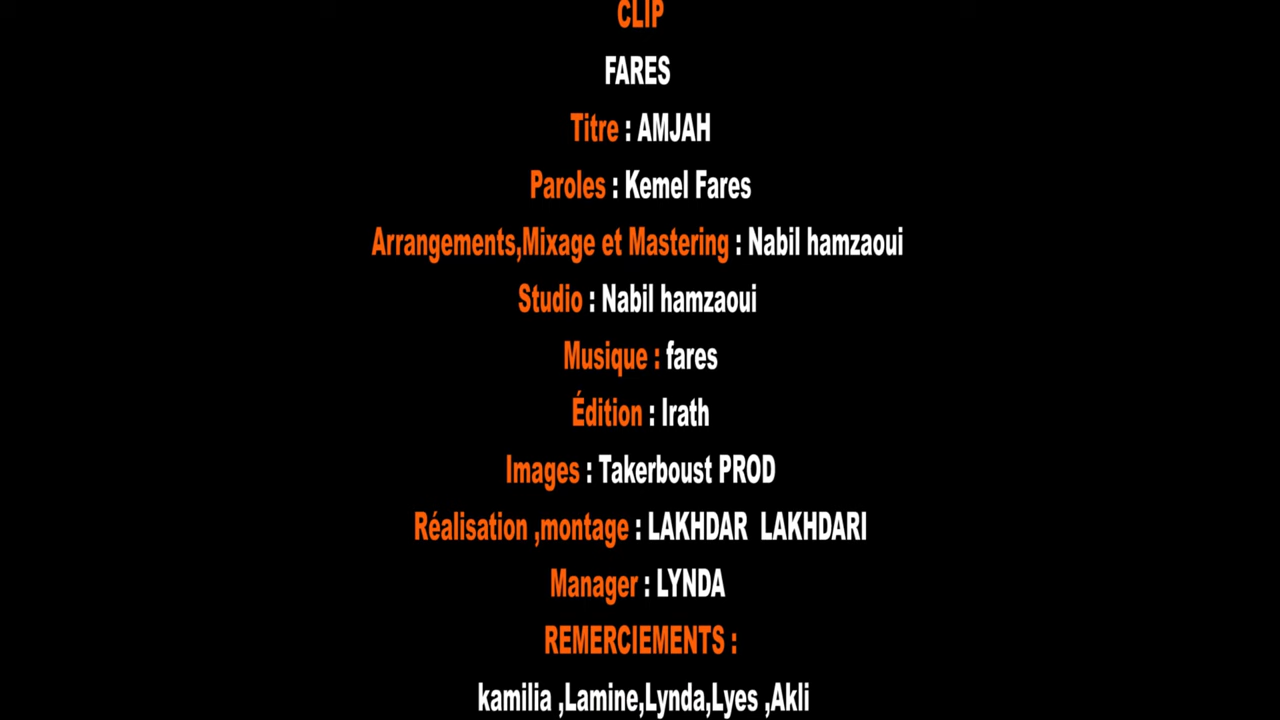 CLIP
FARES
Titre : AMJAH
Paroles : Kemel Fares
Arrangements,Mixage et Mastering : Nabil hamzaoui
Studio : Nabil hamzaoui
Musique : fares
Édition : Irath
Images : Takerboust PROD
Réalisation ,montage : LAKHDAR  LAKHDARI
Manager : LYNDA
REMERCIEMENTS :
kamilia ,Lamine,Lynda,Lyes ,Akli